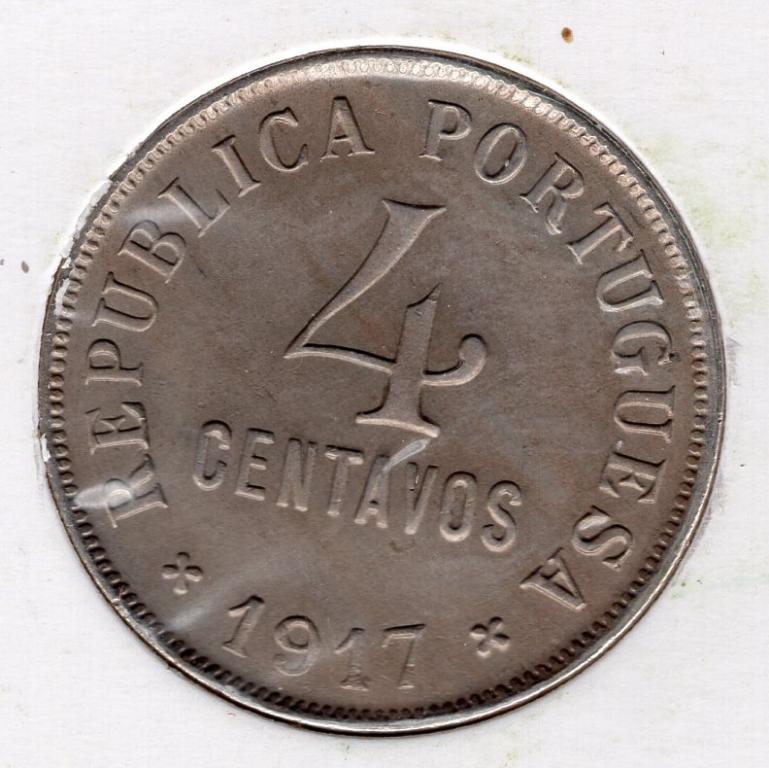 REPUBLICA PORTUGUESA
4
CENTAVOS
1917